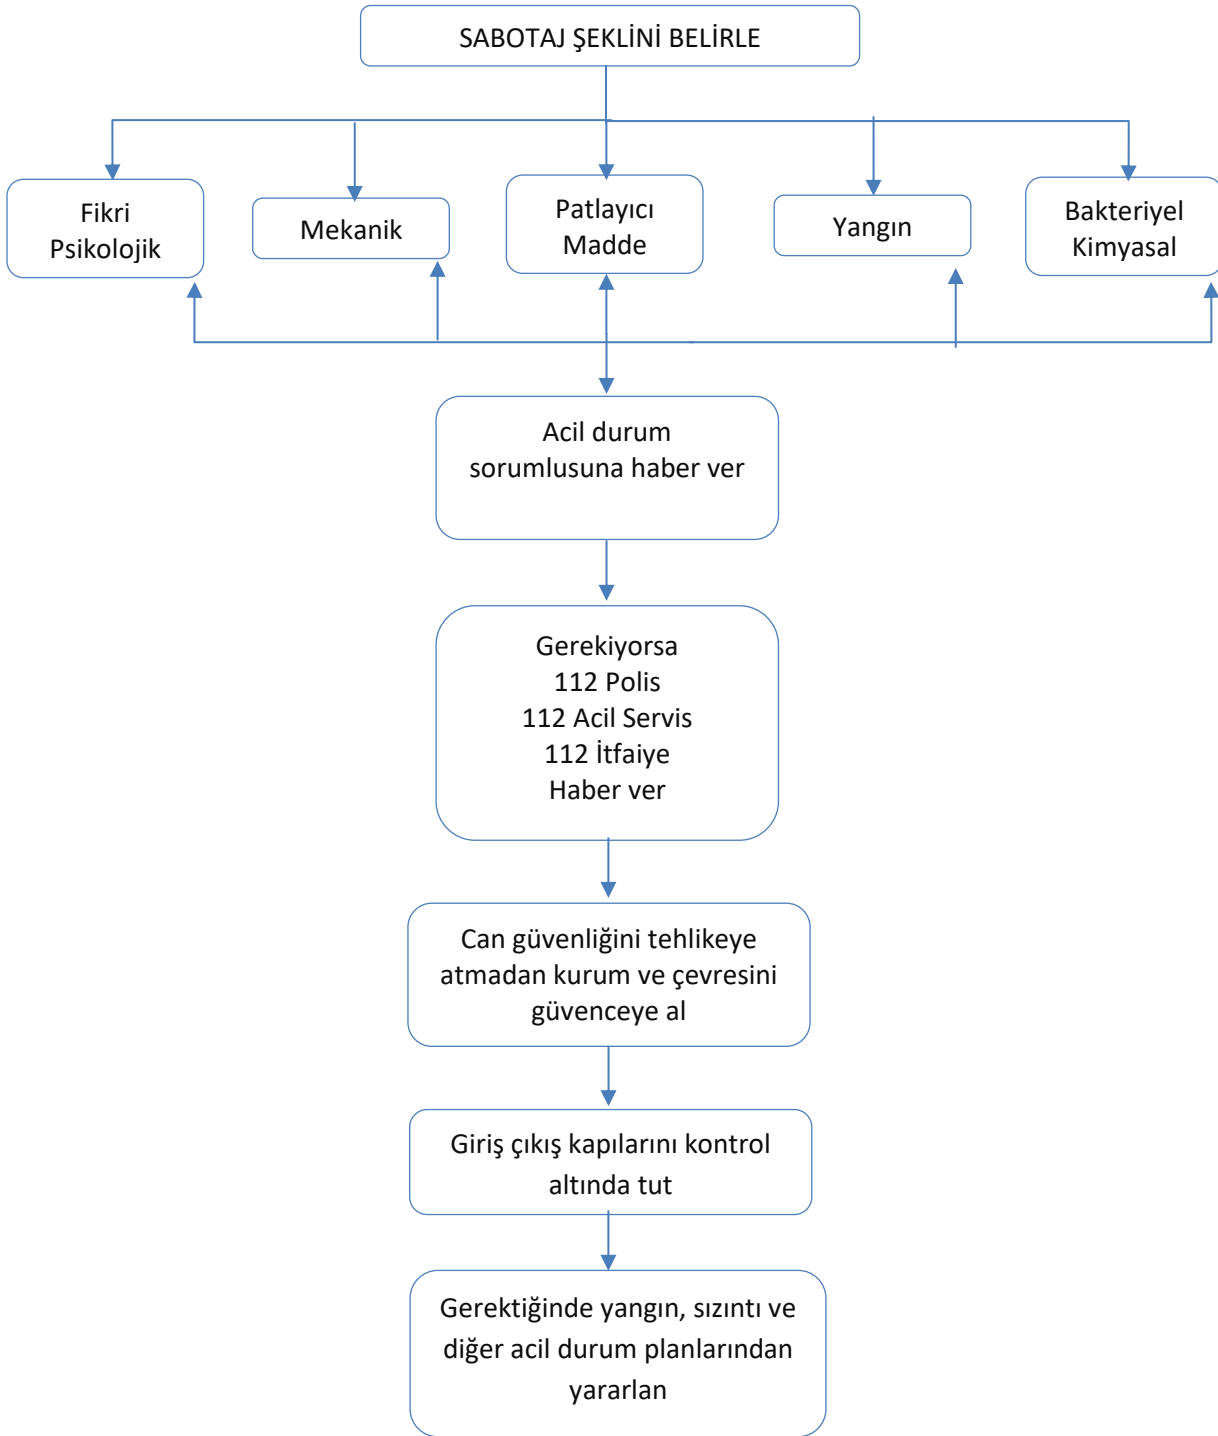 SABOTAJ ŞEKLİNİ BELİRLE
Fikri
Psikolojik
Mekanik
Patlayıcı
Madde
Yangın
Bakteriyel
Kimyasal
Acil durum
sorumlusuna haber ver
Gerekiyorsa
112 Polis
112 Acil Servis
112 İtfaiye
Haber ver
Can güvenliğini tehlikeye
atmadan kurum ve çevresini
güvenceye al
Giriş çıkış kapılarını kontrol
altında tut
Gerektiğinde yangın, sızıntı ve
diğer acil durum planlarından
yararlan